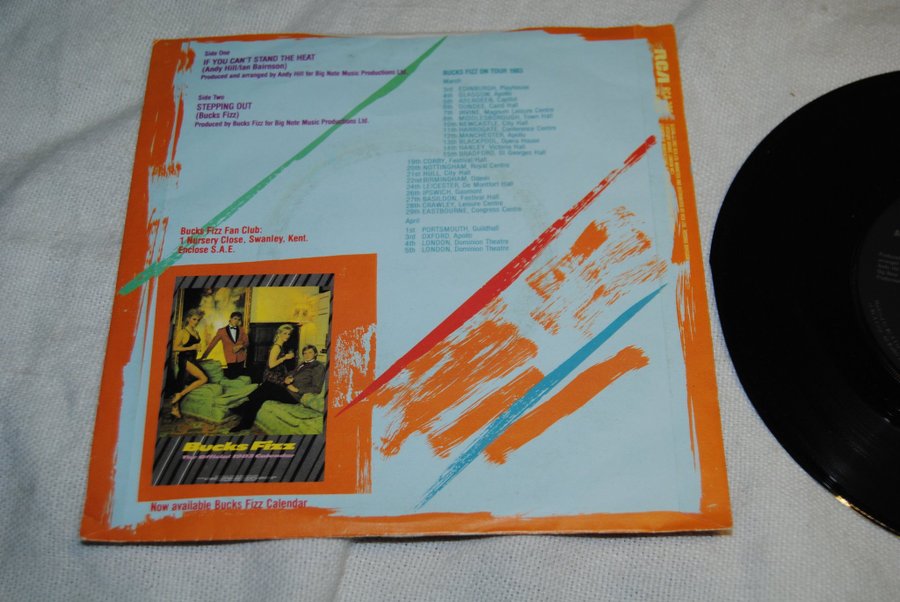 Side One
IF YOU CAN'T STAND THE HEAT
(Andy Hill/Ian Bairnson)
Produced and arranged by Andy Hill for Big Note Music Productions Ltd.
Side Two
STEPPING OUT
(Bucks Fizz)
Produced by Bucks Fizz for Big Note Music Productions Ltd.
BUCKS FIZZ ON TOUR 1983
March
3rd EDINBURGH, Playhouse
4th GLASGOW, Apollo
5th ABERDEEN, Capitol
6th DUNDEE, Caird Hall
7th IRVINE, Magnum Leisure Centre
8th MIDDLESBOROUGH, Town Hall
10th NEWCASTLE, City Hall
11th HARROGATE, Conference Centre
12th MANCHESTER, Apollo
13th BLACKPOOL, Opera House
14th HANLEY, Victoria Hall
15th BRADFORD, St Georges Hall
19th CORBY, Festival Hall
20th NOTTINGHAM, Royal Centre
21st HULL, City Hall
22nd BIRMINGHAM, Odeon
24th LEICESTER, De Montfort Hall
26th IPSWICH, Gaumont
27th BASILDON, Festival Hall
28th CRAWLEY, Leisure Centre
29th EASTBOURNE, Congress Centre
April
1st PORTSMOUTH, Guildhall
3rd OXFORD, Apollo
4th LONDON, Dominion Theatre
5th LONDON, Dominion Theatre
Bucks Fizz Fan Club:
1 Nursery Close, Swanley, Kent.
Enclose S.A.E.
Bucks Fizz
The Official 1983 Calendar
Now available Bucks Fizz Calendar
RCA